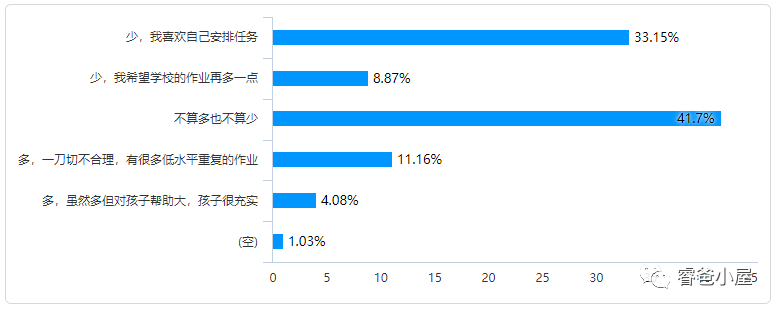 少，我喜欢自己安排任务
33.15%
少，我希望学校的作业再多一点
8.87%
不算多也不算少
41.7%
多，一刀切不合理，有很多低水平重复的作业
11.16%
多，虽然多但对孩子帮助大，孩子很充实
4.08%
(空)
1.03%
0 5 10 15 20 25 30 5
睿爸小屋